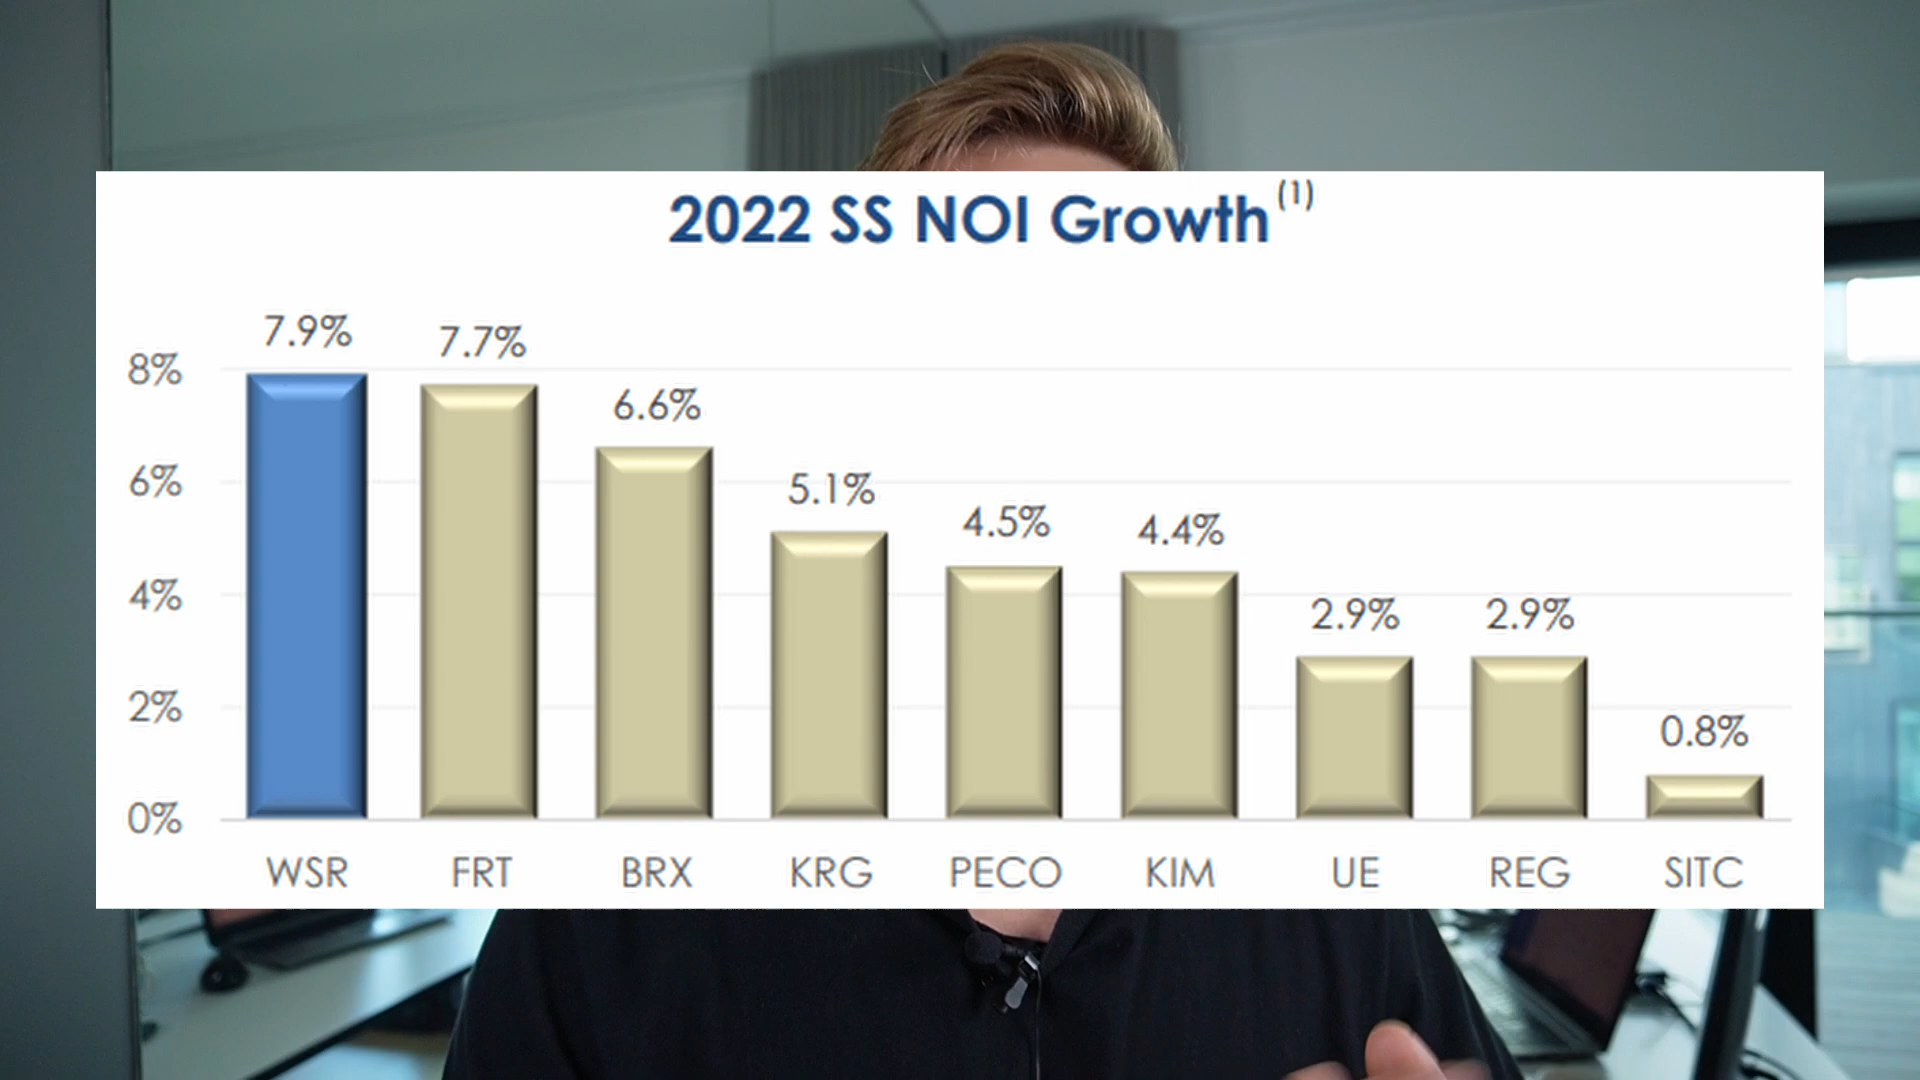 2022 SS NOI Growth (1)
7.9% 7.7% 6.6% 5.1% 4.5% 4.4% 2.9% 2.9% 0.8%
8%
6%
4%
2%
0%
WSR FRT BRX KRG PECO KIM UE REG SITC